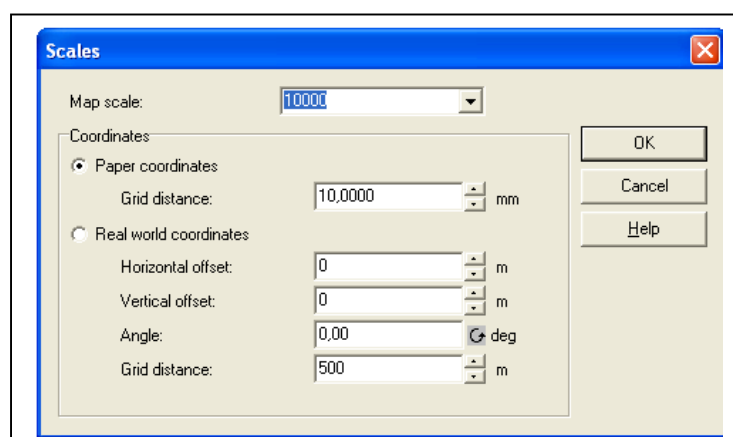 Scales
Map scale: 10000
Coordinates
OK
Paper coordinates
Grid distance: 10,0000 mm
Cancel
Real world coordinates
Help
Horizontal offset: 0 m
Vertical offset: 0 m
Angle: 0,00 deg
Grid distance: 500 m